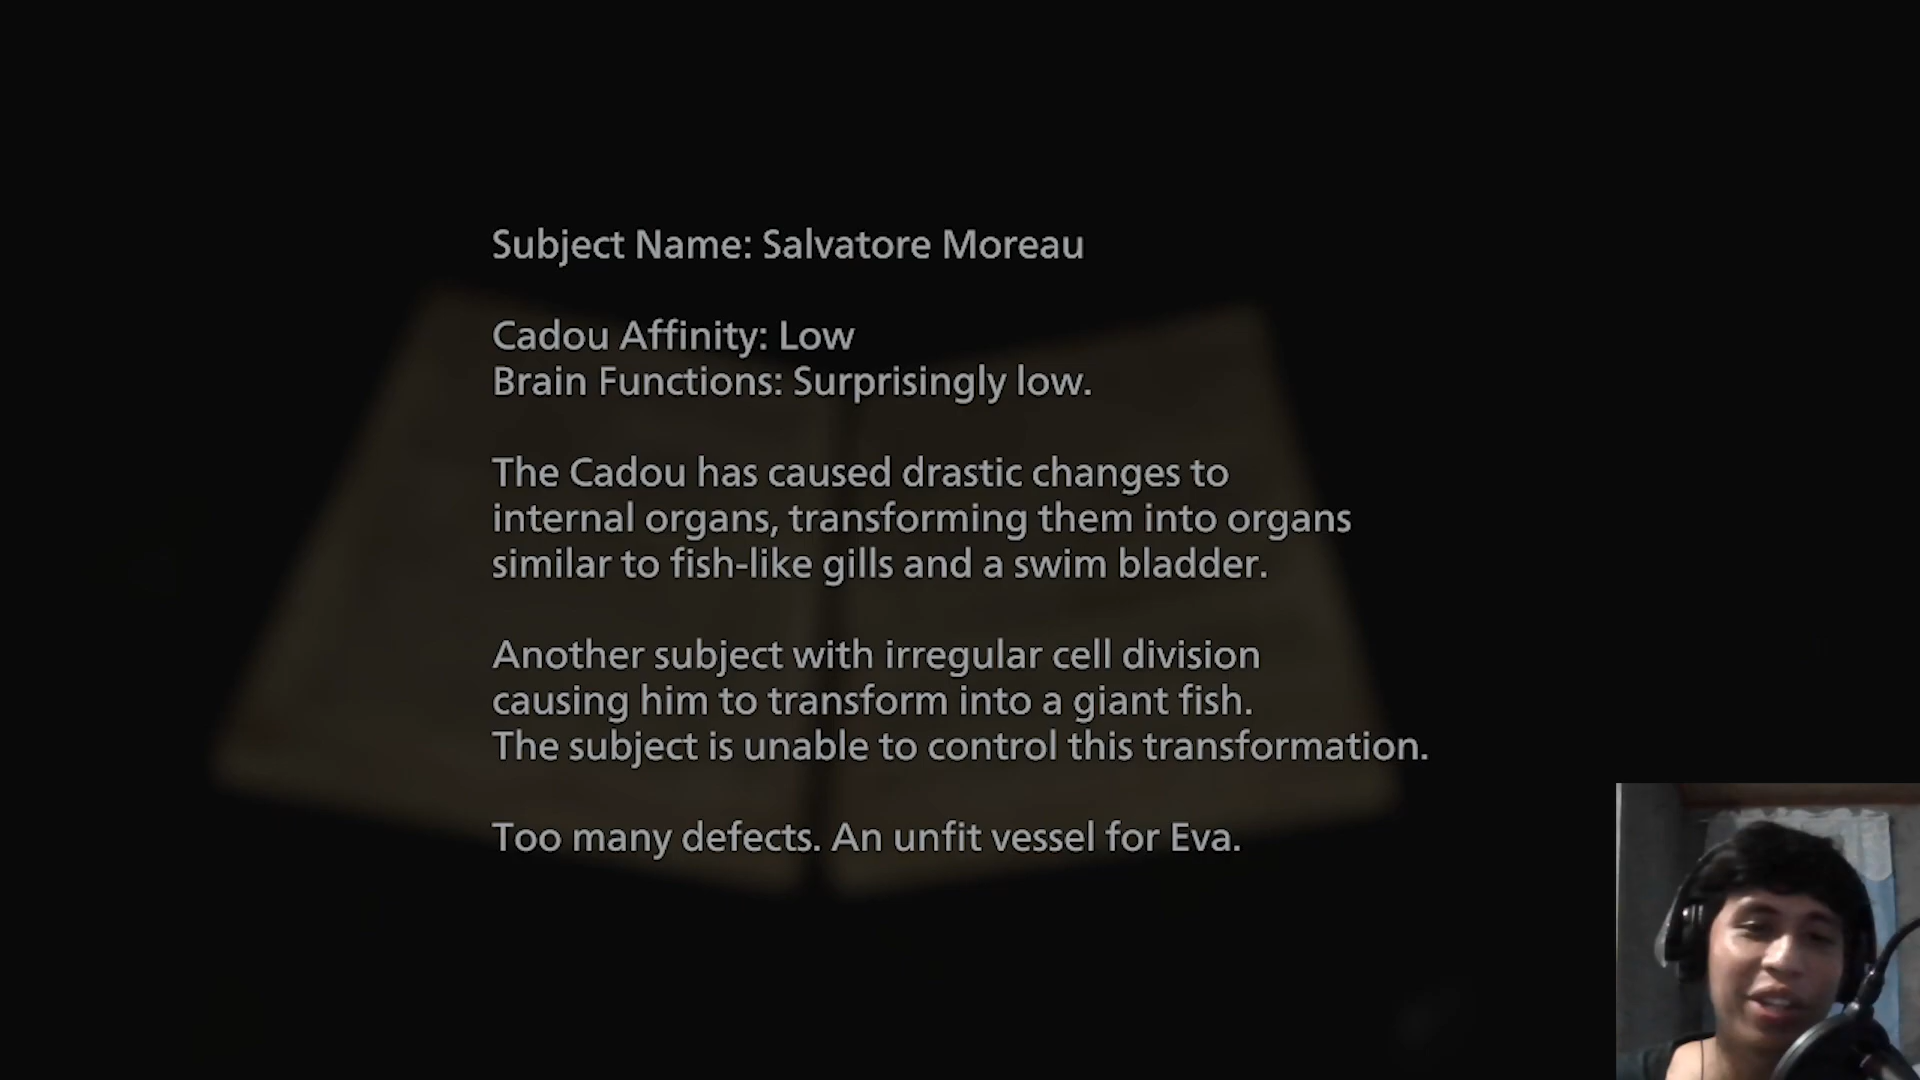 Subject Name: Salvatore Moreau
Cadou Affinity: Low
Brain Functions: Surprisingly low.
The Cadou has caused drastic changes to
internal organs, transforming them into organs
similar to fish-like gills and a swim bladder.
Another subject with irregular cell division
causing him to transform into a giant fish.
The subject is unable to control this transformation.
Too many defects. An unfit vessel for Eva.